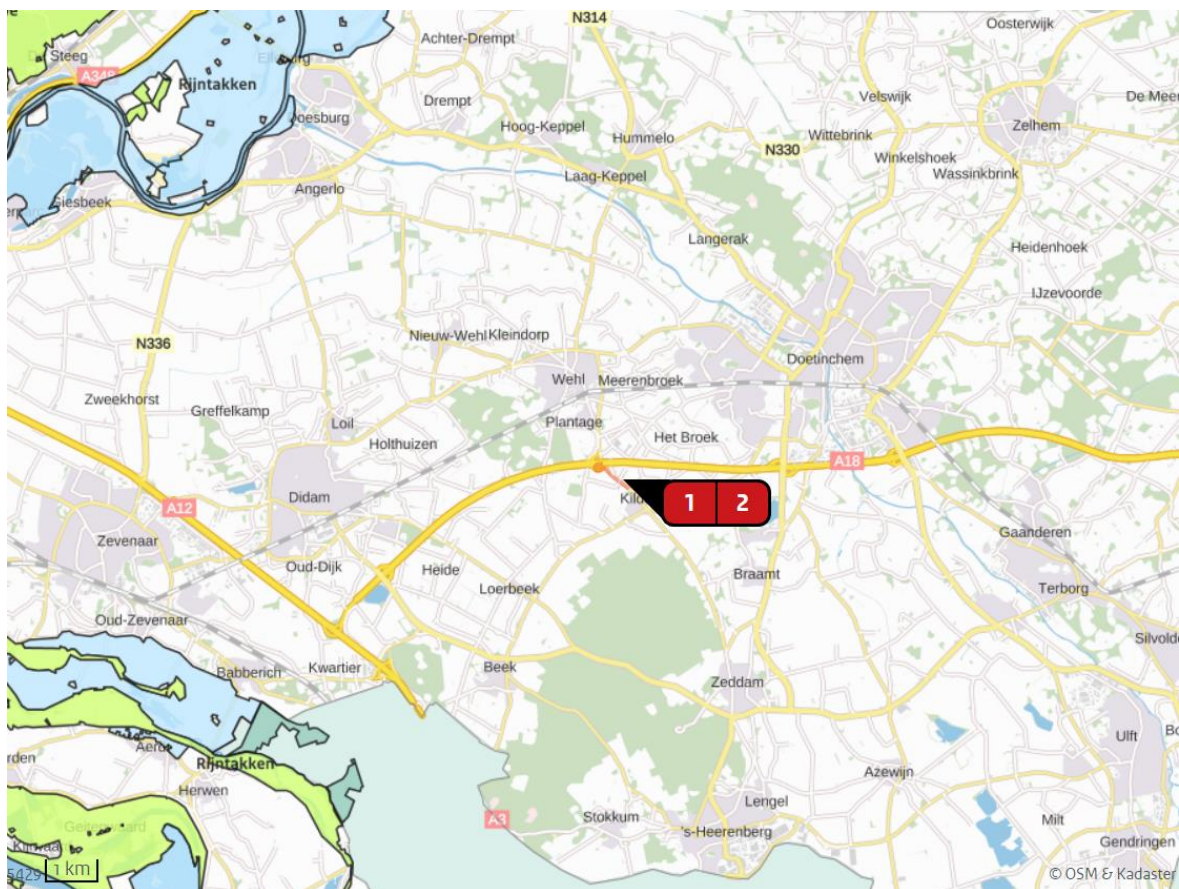 N314
Oosterwijk
Achter-Drempt
Steeg
A348
Rijntakken
Drempt
Velswijk
De Meer
Zelhem
Hoog-Keppel
Hummelo
Wittebrink
N330
Winkelshoek
Wassinkbrink
Laag-Keppel
Angerlo
Giesbeek
Langerak
Heidenhoek
IJzevoorde
N336
Nieuw-Wehl
Kleindorp
Doetinchem
Wehl
Meerenbroek
Zweekhorst
Greffelkamp
Loil
Plantage
Holthuizen
Het Broek
A18
Didam
1 2
A12
Gaanderen
Zevenaar
Oud-Dijk
Heide
Loerbeek
Braamt
Terborg
Oud-Zevenaar
Silvolde
Babberich
Kwartier
Beek
Zeddam
Ulft
Rijntakken
Herwen
Azewijn
Lengel
A3
Stokkum
's-Heerenberg
Milt
Gendringen
1 km
© OSM & Kadaster